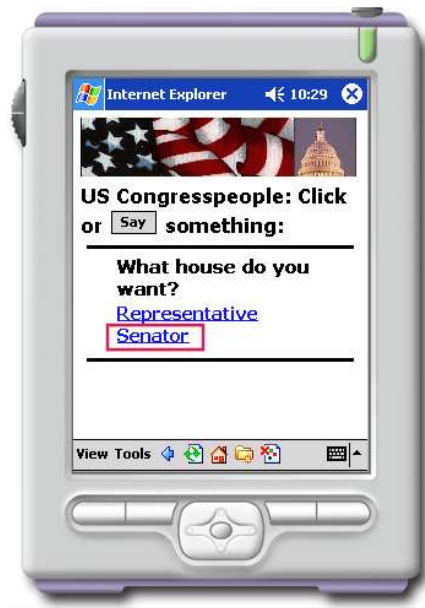 Internet Explorer 10:29
US Congresspeople: Click
or Say something:
What house do you
want?
Representative
Senator
View Tools